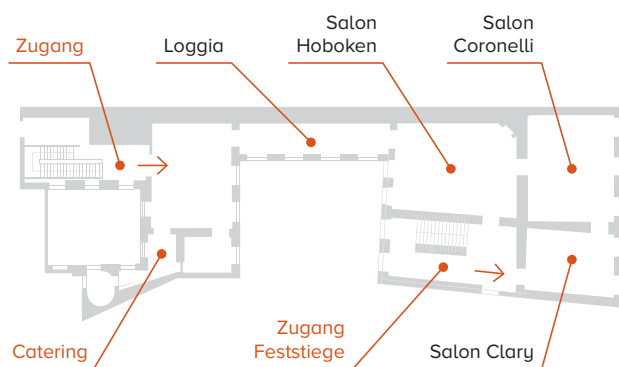 Zugang
Loggia
Salon
Hoboken
Salon
Coronelli
Catering
Zugang
Feststiege
Salon Clary